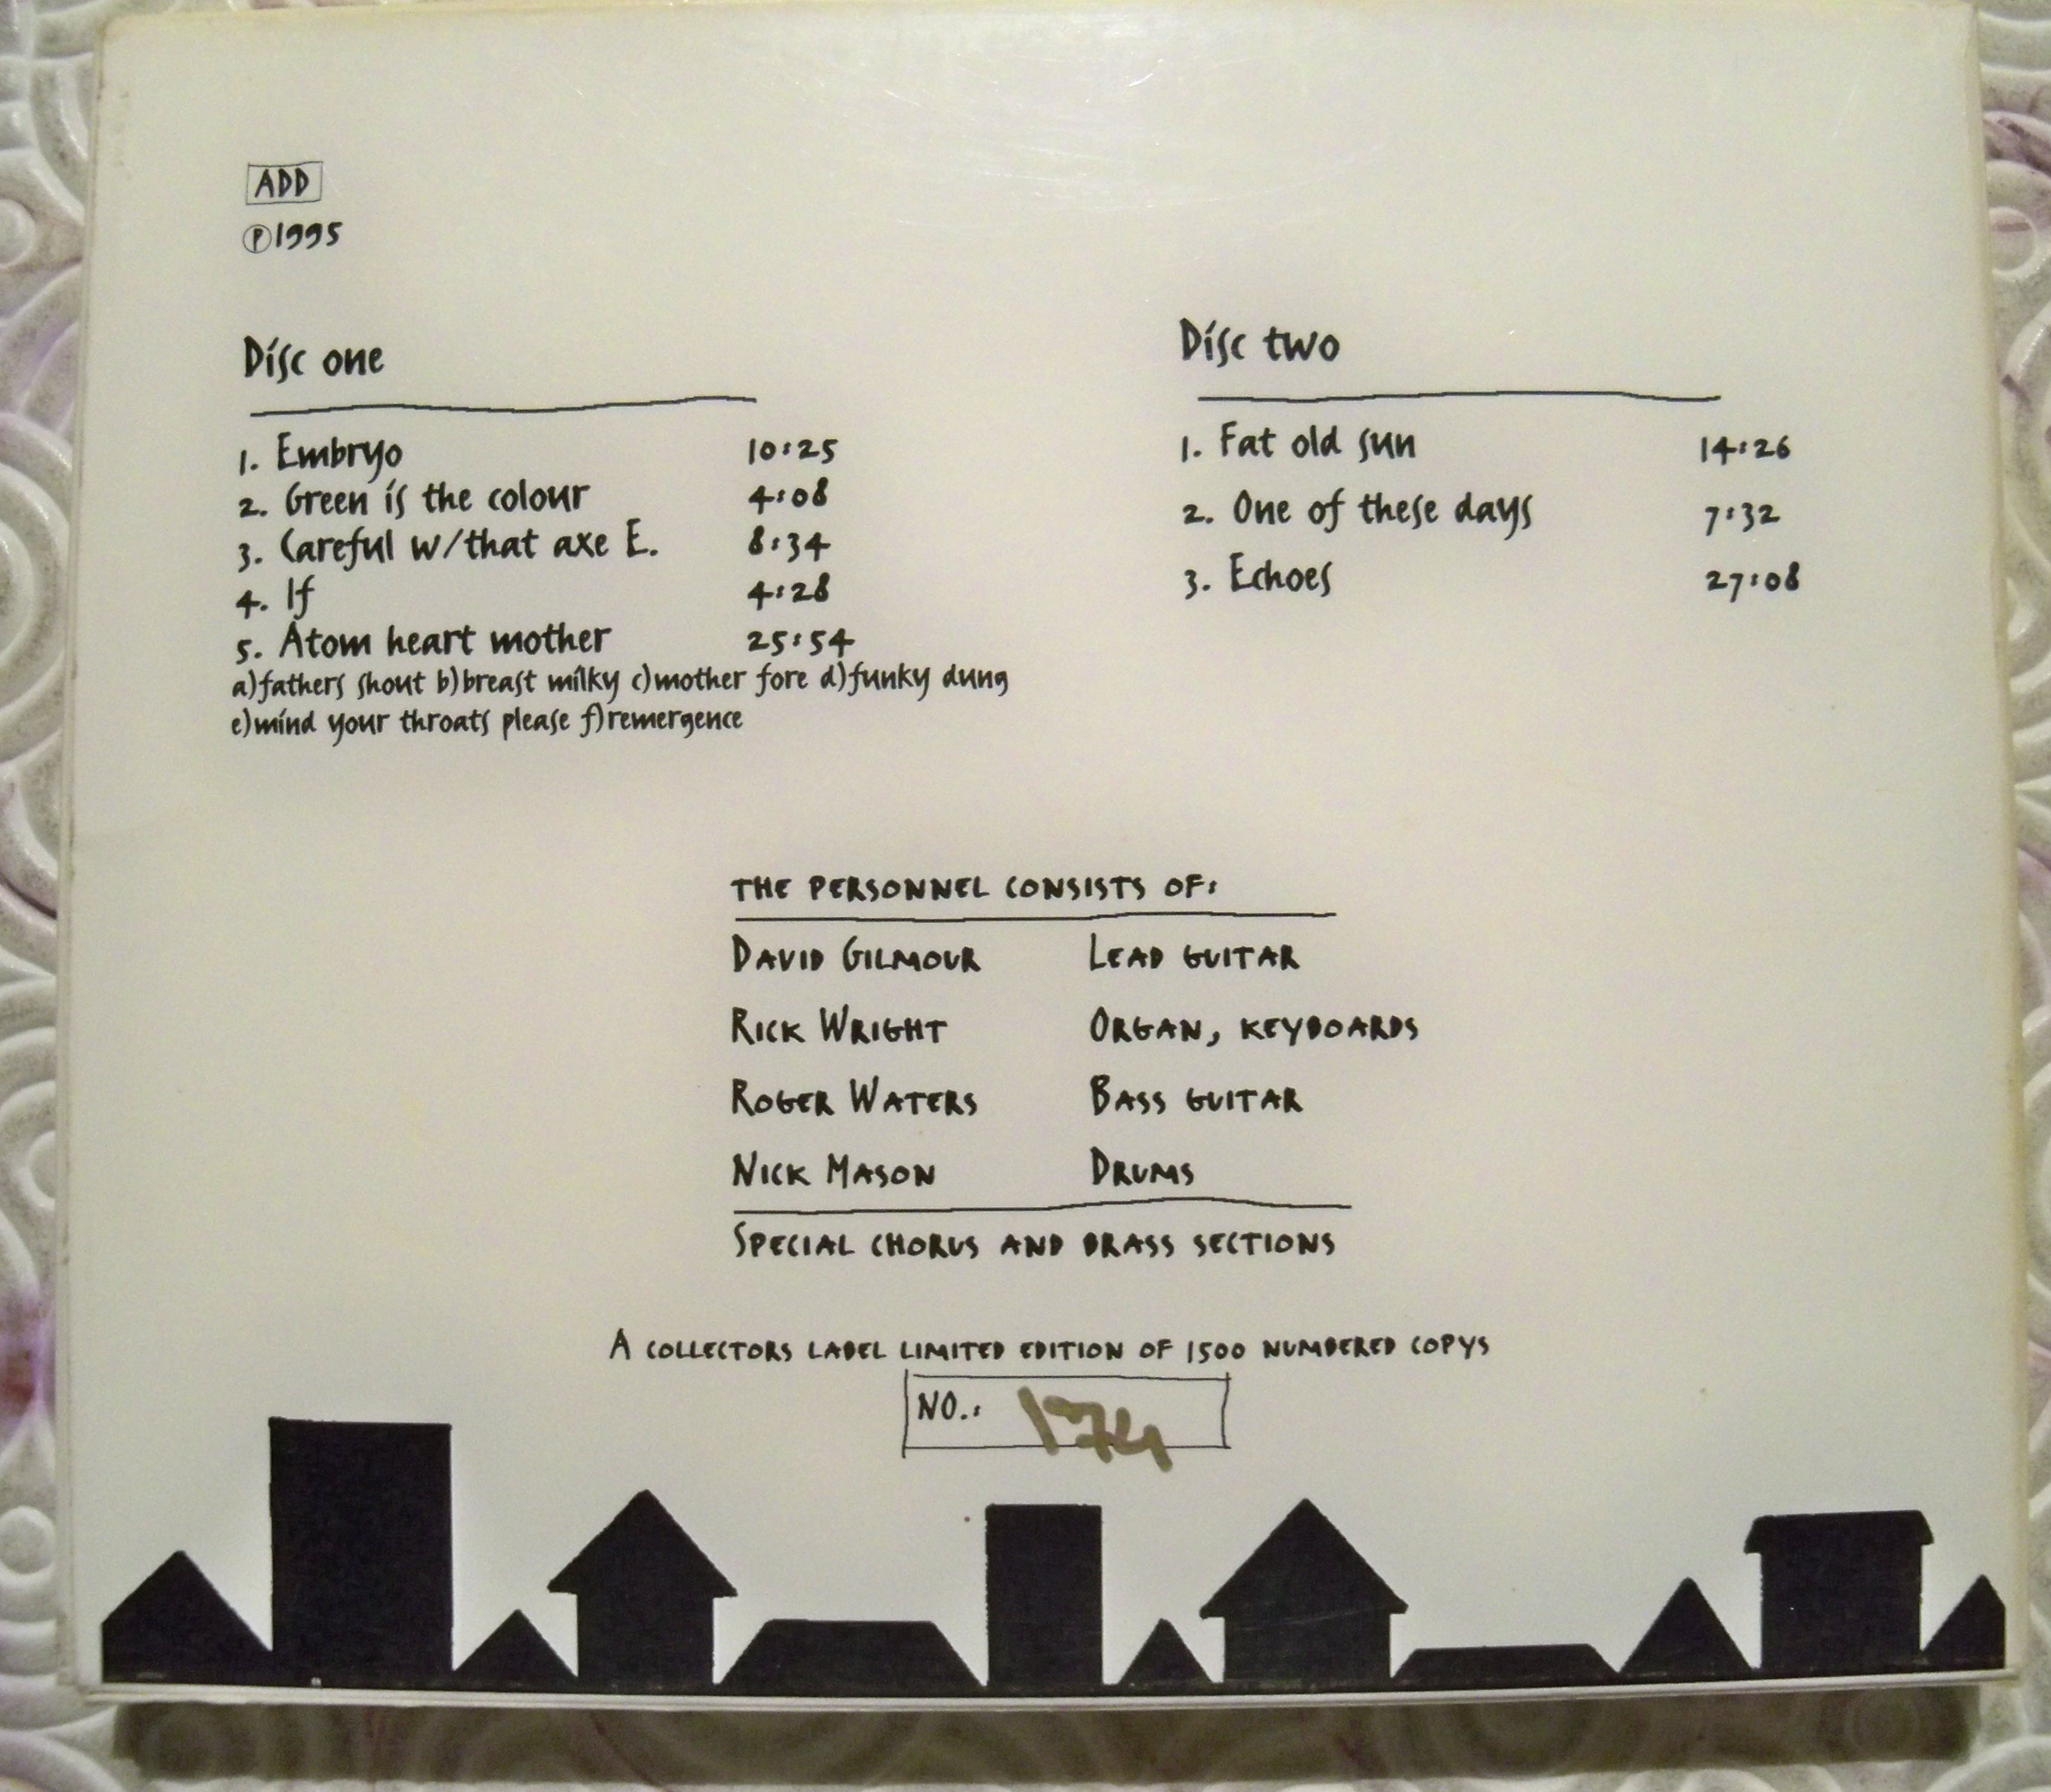 ADD
℗1995
Disc one
1. Embryo 10:25
2. Green is the colour 4:08
3. Careful w/that axe E. 8:34
4. If 4:28
5. Atom heart mother 25:54
a)fathers shout b)breast milky c)mother fore d)funky dung
e)mind your throats please f)remergence
Disc two
1. Fat old sun 14:26
2. One of these days 7:32
3. Echoes 27:08
THE PERSONNEL CONSISTS OF:
DAVID GILMOUR LEAD GUITAR
RICK WRIGHT ORGAN, KEYBOARDS
ROGER WATERS BASS GUITAR
NICK MASON DRUMS
SPECIAL CHORUS AND BRASS SECTIONS
A COLLECTORS LABEL LIMITED EDITION OF 1500 NUMBERED COPYS
NO.: